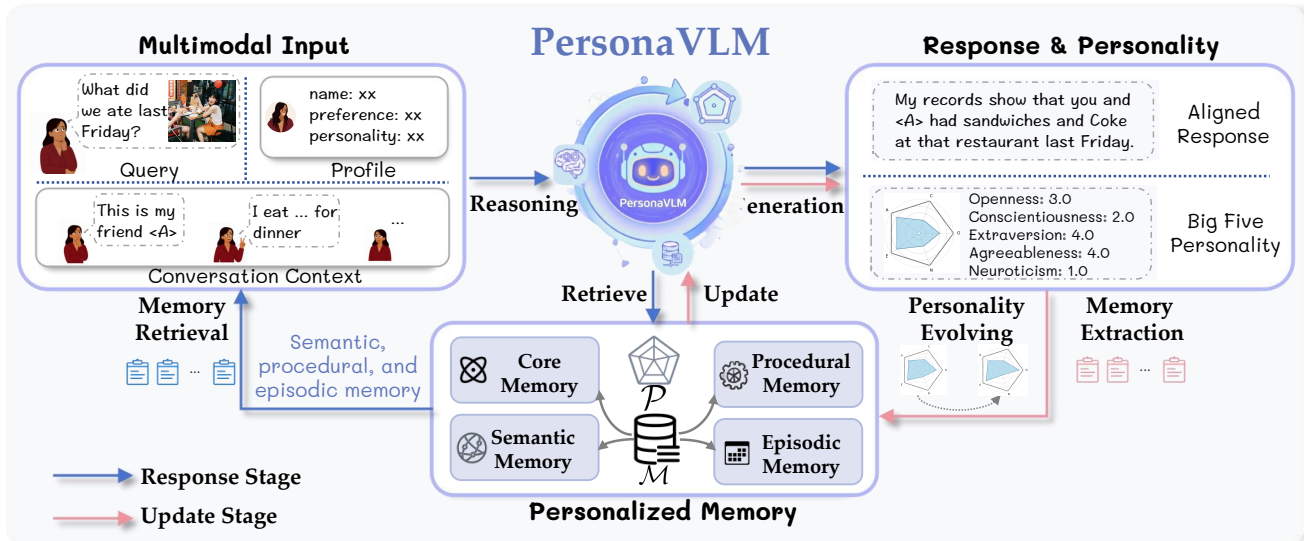 PersonaVLM
Multimodal Input
What did
we ate last
Friday?
Query
name: xx
preference: xx
personality: xx
Profile
This is my
friend <A>
I eat ... for
dinner
...
Conversation Context
Reasoning
PersonaVLM
eneration
Response & Personality
My records show that you and
<A> had sandwiches and Coke
at that restaurant last Friday.
Aligned
Response
Openness: 3.0
Conscientiousness: 2.0
Extraversion: 4.0
Agreeableness: 4.0
Neuroticism: 1.0
Big Five
Personality
Memory
Retrieval
...
Semantic,
procedural, and
episodic memory
Retrieve
Update
Personality
Evolving
Memory
Extraction
...
Core
Memory
Procedural
Memory
Semantic
Memory
Episodic
Memory
P
M
Personalized Memory
Response Stage
Update Stage